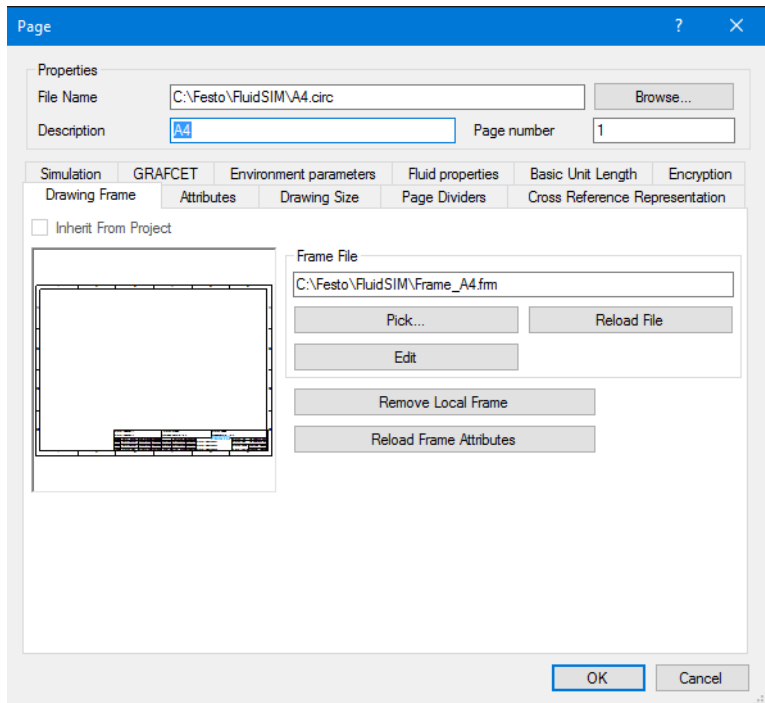 Page ?
Properties
File Name C:\Festo\FluidSIM\A4.circ Browse...
Description A4 Page number 1
Simulation GRAFCET Environment parameters Fluid properties Basic Unit Length Encryption
Drawing Frame Attributes Drawing Size Page Dividers Cross Reference Representation
Inherit From Project
Frame File
C:\Festo\FluidSIM\Frame_A4.frm
Pick... Reload File
Edit
Remove Local Frame
Reload Frame Attributes
OK Cancel